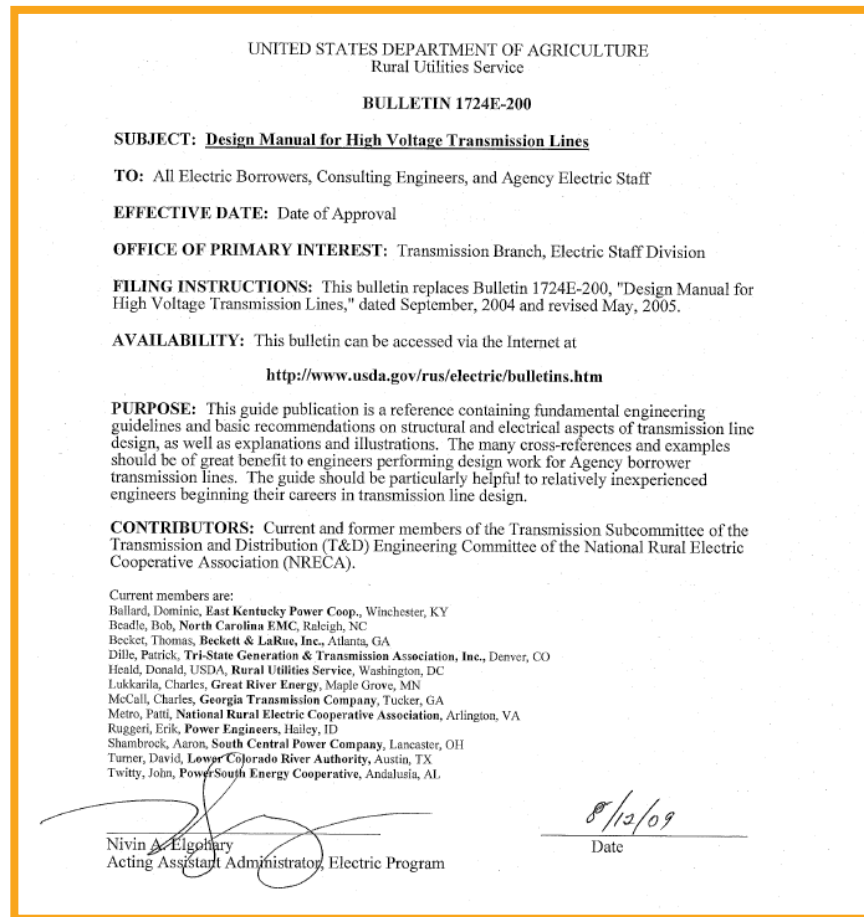 UNITED STATES DEPARTMENT OF AGRICULTURE
Rural Utilities Service
BULLETIN 1724E-200
SUBJECT: Design Manual for High Voltage Transmission Lines
TO: All Electric Borrowers, Consulting Engineers, and Agency Electric Staff
EFFECTIVE DATE: Date of Approval
OFFICE OF PRIMARY INTEREST: Transmission Branch, Electric Staff Division
FILING INSTRUCTIONS: This bulletin replaces Bulletin 1724E-200, "Design Manual for
High Voltage Transmission Lines," dated September, 2004 and revised May, 2005.
AVAILABILITY: This bulletin can be accessed via the Internet at
http://www.usda.gov/rus/electric/bulletins.htm
PURPOSE: This guide publication is a reference containing fundamental engineering
guidelines and basic recommendations on structural and electrical aspects of transmission line
design, as well as explanations and illustrations. The many cross-references and examples
should be of great benefit to engineers performing design work for Agency borrower
transmission lines. The guide should be particularly helpful to relatively inexperienced
engineers beginning their careers in transmission line design.
CONTRIBUTORS: Current and former members of the Transmission Subcommittee of the
Transmission and Distribution (T&D) Engineering Committee of the National Rural Electric
Cooperative Association (NRECA).
Current members are:
Ballard, Dominic, East Kentucky Power Coop., Winchester, KY
Beadle, Bob, North Carolina EMC, Raleigh, NC
Becket, Thomas, Beckett & LaRue, Inc., Atlanta, GA
Dille, Patrick, Tri-State Generation & Transmission Association, Inc., Denver, CO
Heald, Donald, USDA, Rural Utilities Service, Washington, DC
Lukkarila, Charles, Great River Energy, Maple Grove, MN
McCall, Charles, Georgia Transmission Company, Tucker, GA
Metro, Patti, National Rural Electric Cooperative Association, Arlington, VA
Ruggeri, Erik, Power Engineers, Hailey, ID
Shambrock, Aaron, South Central Power Company, Lancaster, OH
Turner, David, Lower Colorado River Authority, Austin, TX
Twitty, John, PowerSouth Energy Cooperative, Andalusia, AL
8/12/09
Nivin A. Elgohary
Date
Acting Assistant Administrator, Electric Program